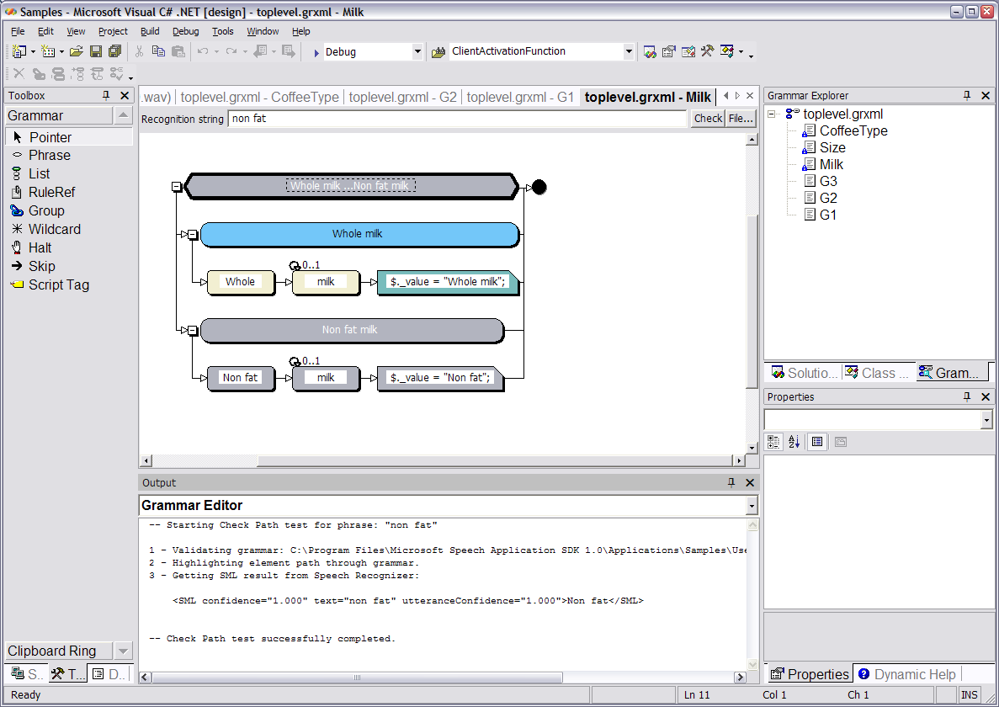 Samples - Microsoft Visual C# .NET [design] - toplevel.grxml - Milk
File Edit View Project Build Debug Tools Window Help
Debug ClientActivationFunction
Toolbox
Grammar
Pointer
Phrase
List
RuleRef
Group
Wildcard
Halt
Skip
Script Tag
Clipboard Ring
S... T... D...
.wav) toplevel.grxml - CoffeeType toplevel.grxml - G2 toplevel.grxml - G1 toplevel.grxml - Milk
Recognition string non fat Check File...
Whole milk ...Non fat milk
Whole milk
0..1
Whole milk $._value = "Whole milk";
Non fat milk
0..1
Non fat milk $._value = "Non fat";
Output
Grammar Editor
-- Starting Check Path test for phrase: "non fat"
1 - Validating grammar: C:\Program Files\Microsoft Speech Application SDK 1.0\Applications\Samples\Use
2 - Highlighting element path through grammar.
3 - Getting SML result from Speech Recognizer:
<SML confidence="1.000" text="non fat" utteranceConfidence="1.000">Non fat</SML>
-- Check Path test successfully completed.
Grammar Explorer
toplevel.grxml
CoffeeType
Size
Milk
G3
G2
G1
Solutio... Class ... Gram...
Properties
Properties Dynamic Help
Ready Ln 11 Col 1 Ch 1 INS